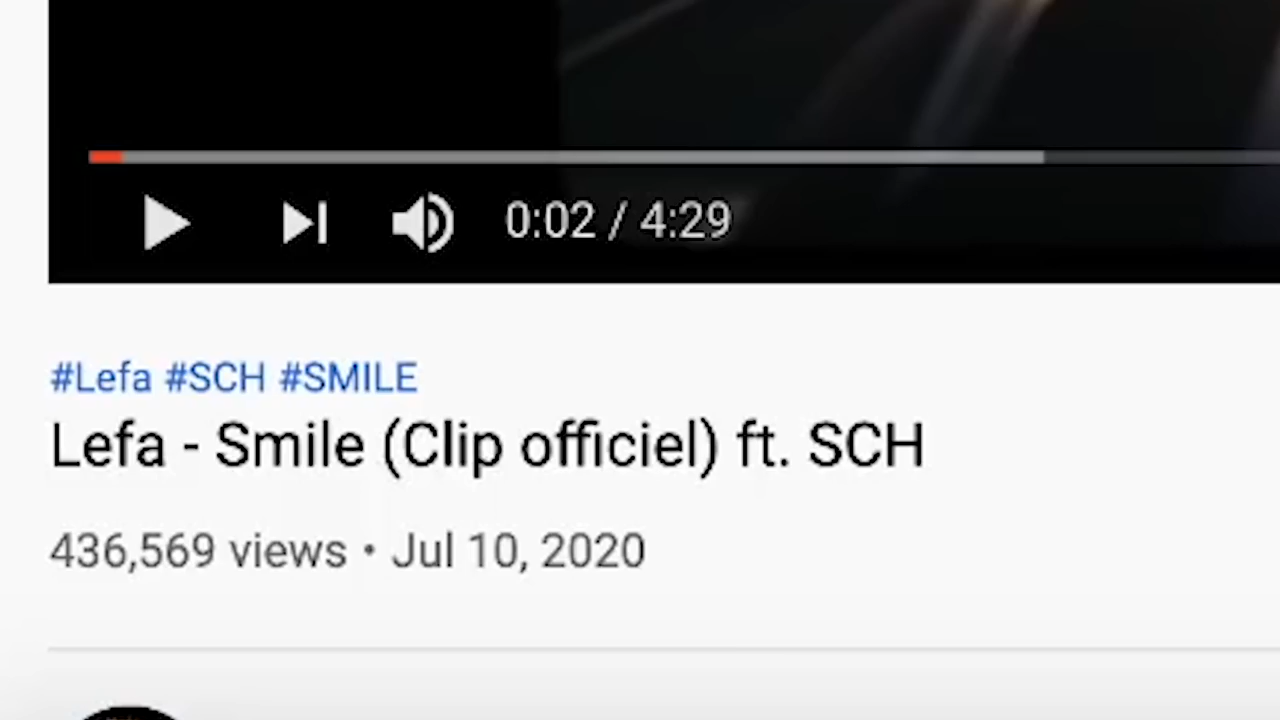 0:02 / 4:29
#Lefa #SCH #SMILE
Lefa - Smile (Clip officiel) ft. SCH
436,569 views • Jul 10, 2020